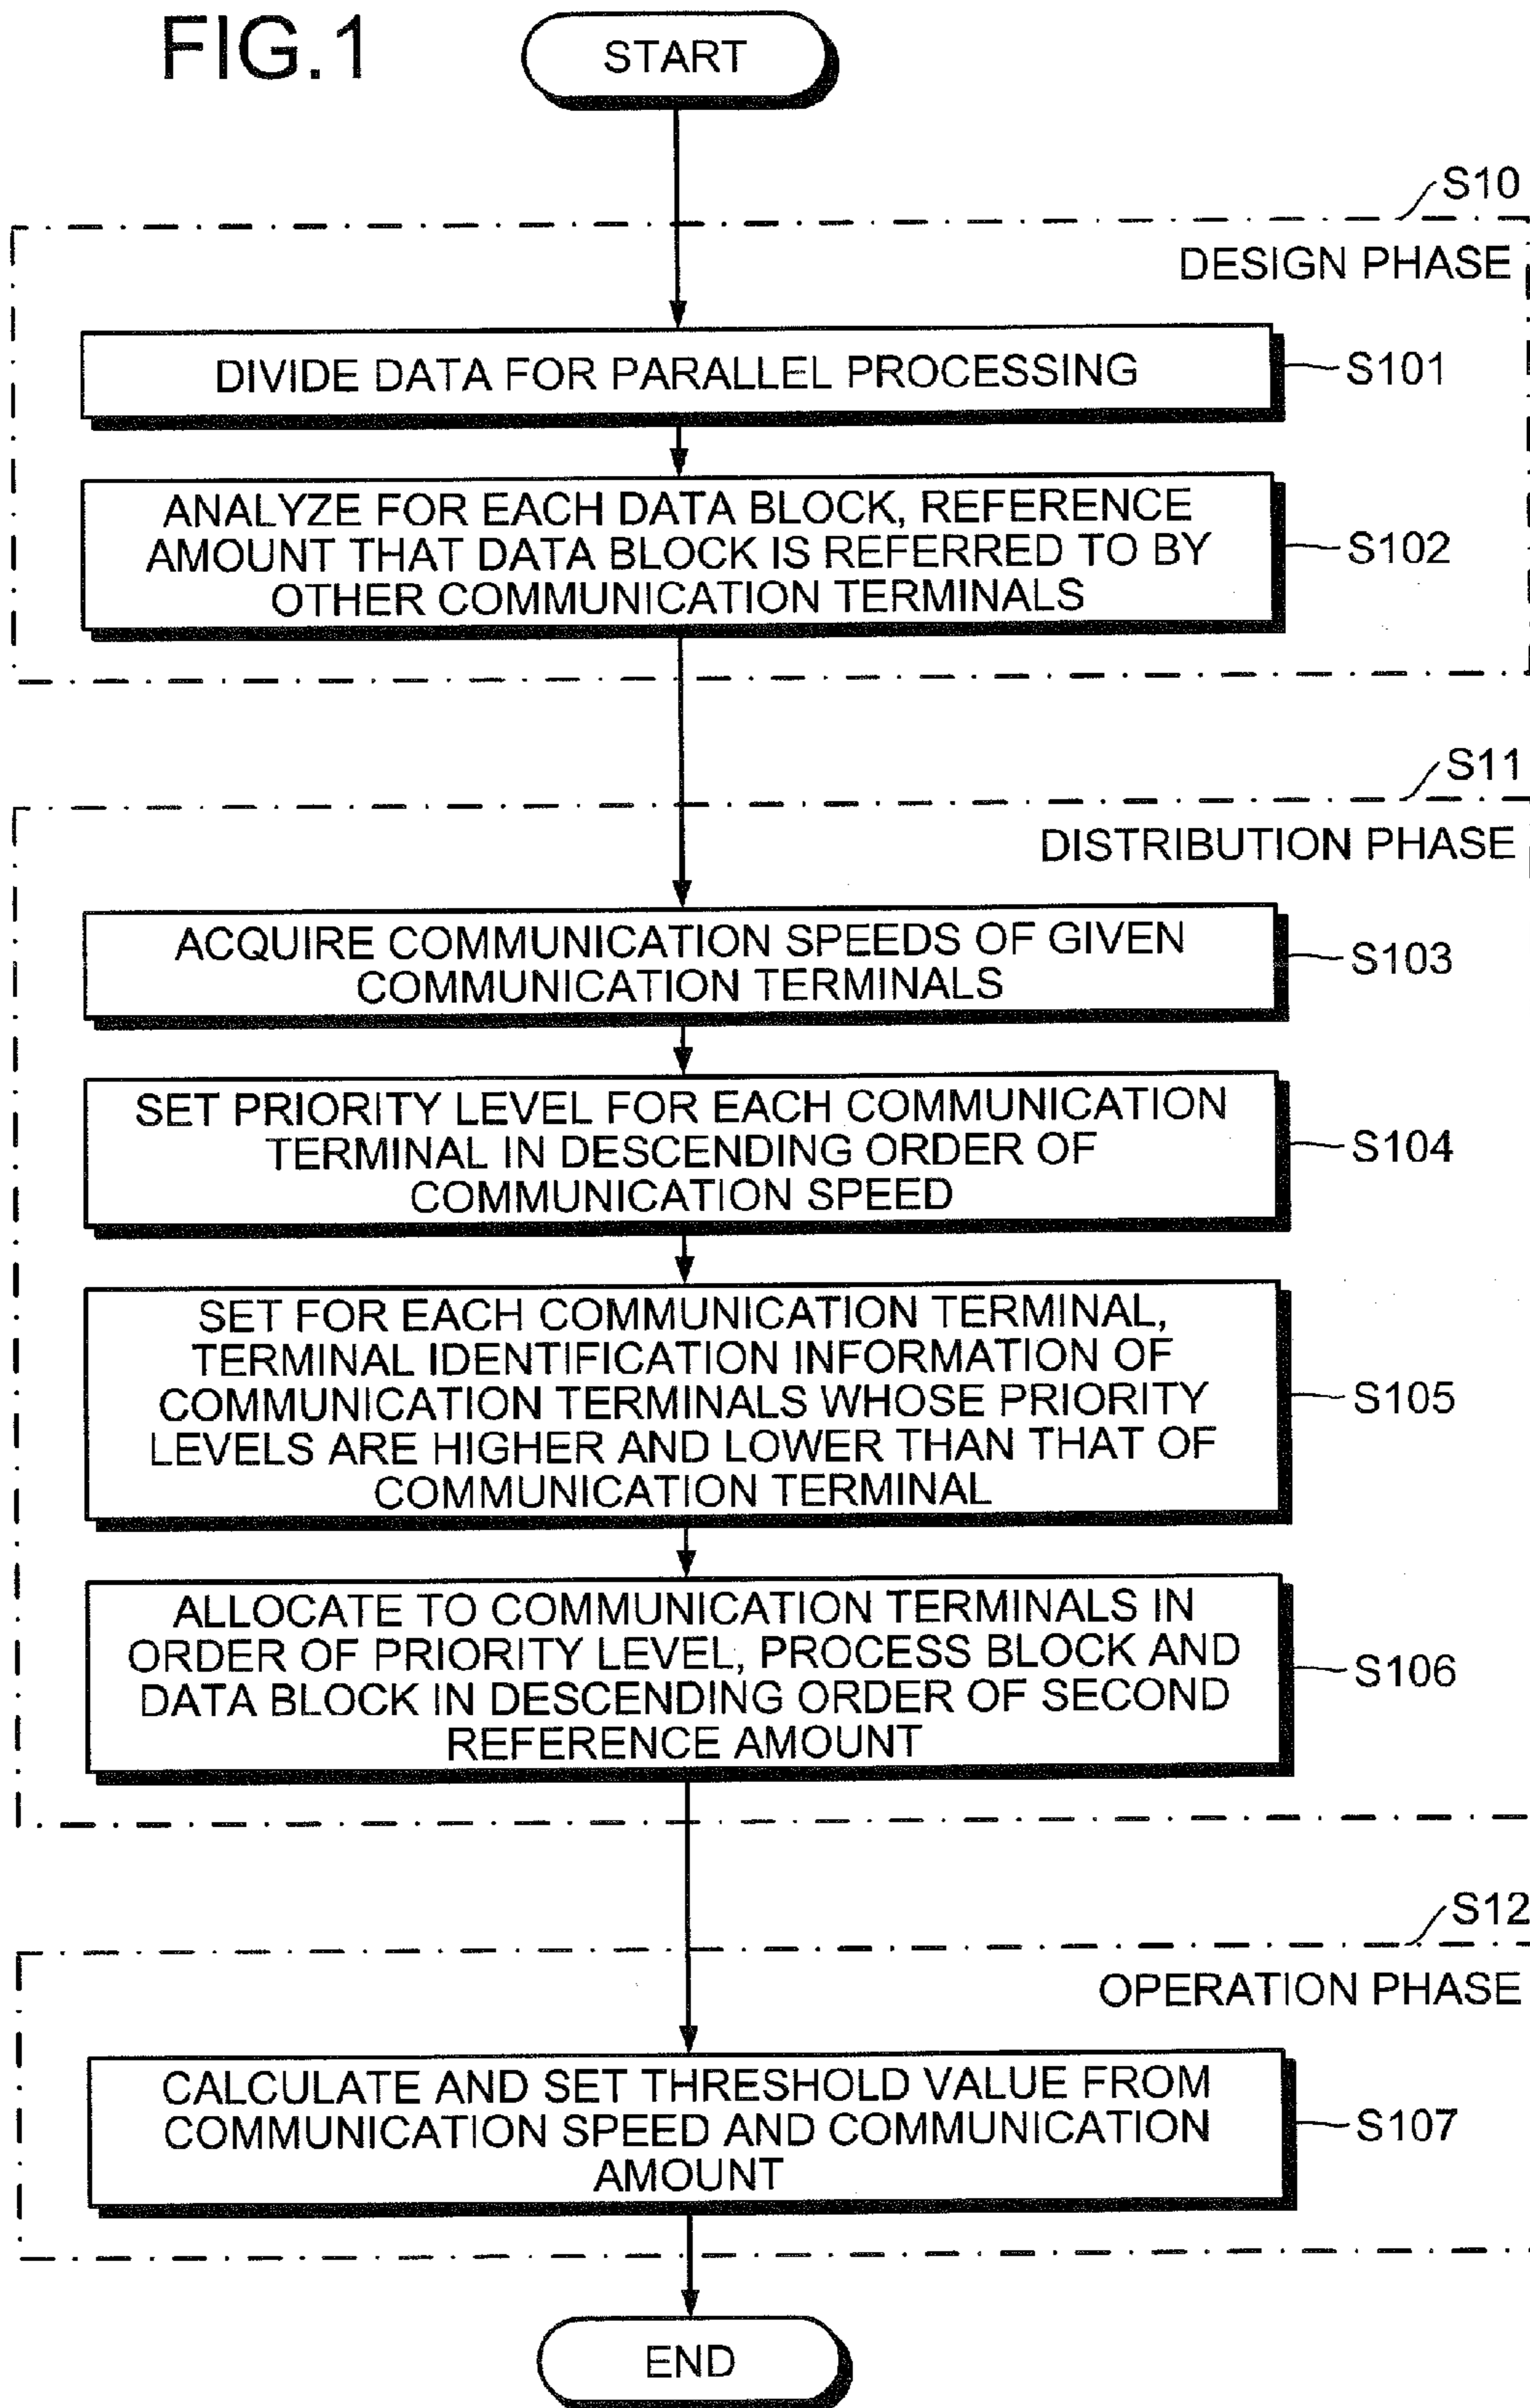 FIG.1
START
S10
DESIGN PHASE
DIVIDE DATA FOR PARALLEL PROCESSING
S101
ANALYZE FOR EACH DATA BLOCK, REFERENCE
AMOUNT THAT DATA BLOCK IS REFERRED TO BY
OTHER COMMUNICATION TERMINALS
S102
S11
DISTRIBUTION PHASE
ACQUIRE COMMUNICATION SPEEDS OF GIVEN
COMMUNICATION TERMINALS
S103
SET PRIORITY LEVEL FOR EACH COMMUNICATION
TERMINAL IN DESCENDING ORDER OF
COMMUNICATION SPEED
S104
SET FOR EACH COMMUNICATION TERMINAL,
TERMINAL IDENTIFICATION INFORMATION OF
COMMUNICATION TERMINALS WHOSE PRIORITY
LEVELS ARE HIGHER AND LOWER THAN THAT OF
COMMUNICATION TERMINAL
S105
ALLOCATE TO COMMUNICATION TERMINALS IN
ORDER OF PRIORITY LEVEL, PROCESS BLOCK AND
DATA BLOCK IN DESCENDING ORDER OF SECOND
REFERENCE AMOUNT
S106
S12
OPERATION PHASE
CALCULATE AND SET THRESHOLD VALUE FROM
COMMUNICATION SPEED AND COMMUNICATION
AMOUNT
S107
END